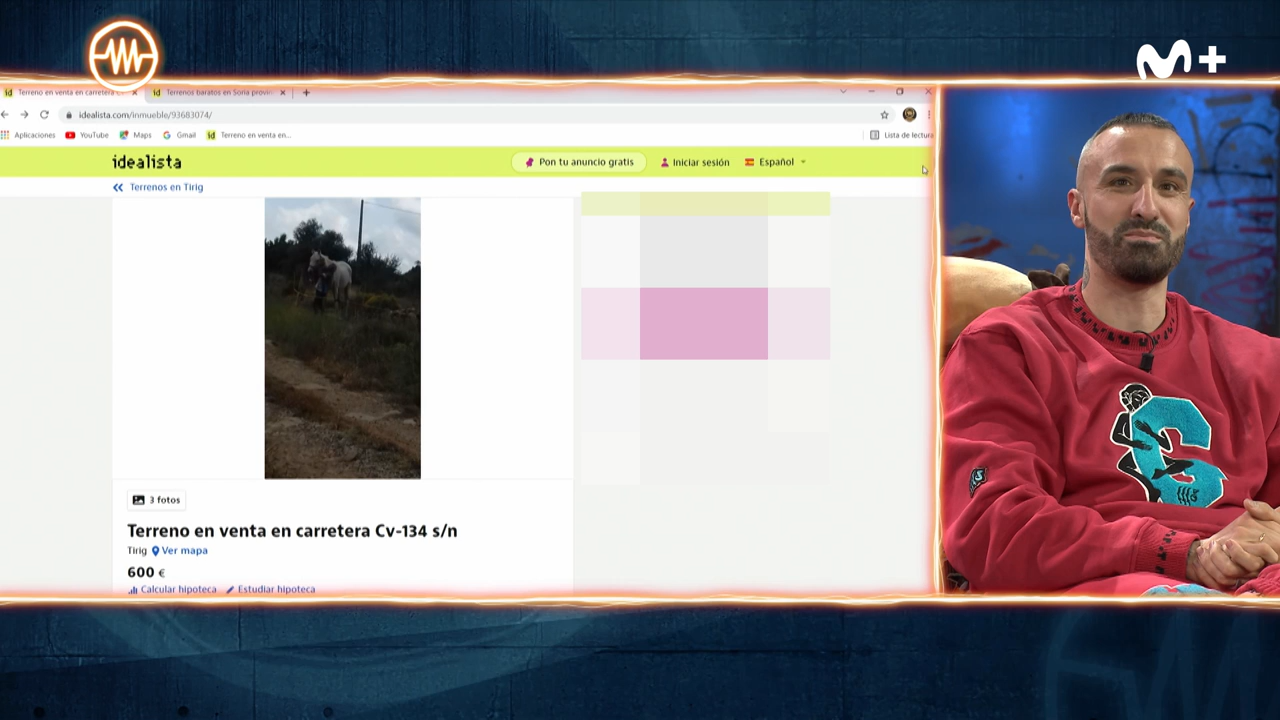 M+
Terreno en venta en carretera C
Terrenos baratos en Soria provin
idealista.com/inmueble/93683074/
Aplicaciones
YouTube
Maps
Gmail
Terreno en venta en...
Lista de lectura
idealista
Pon tu anuncio gratis
Iniciar sesión
Español
Terrenos en Tirig
3 fotos
Terreno en venta en carretera Cv-134 s/n
Tirig Ver mapa
600 €
Calcular hipoteca Estudiar hipoteca
S